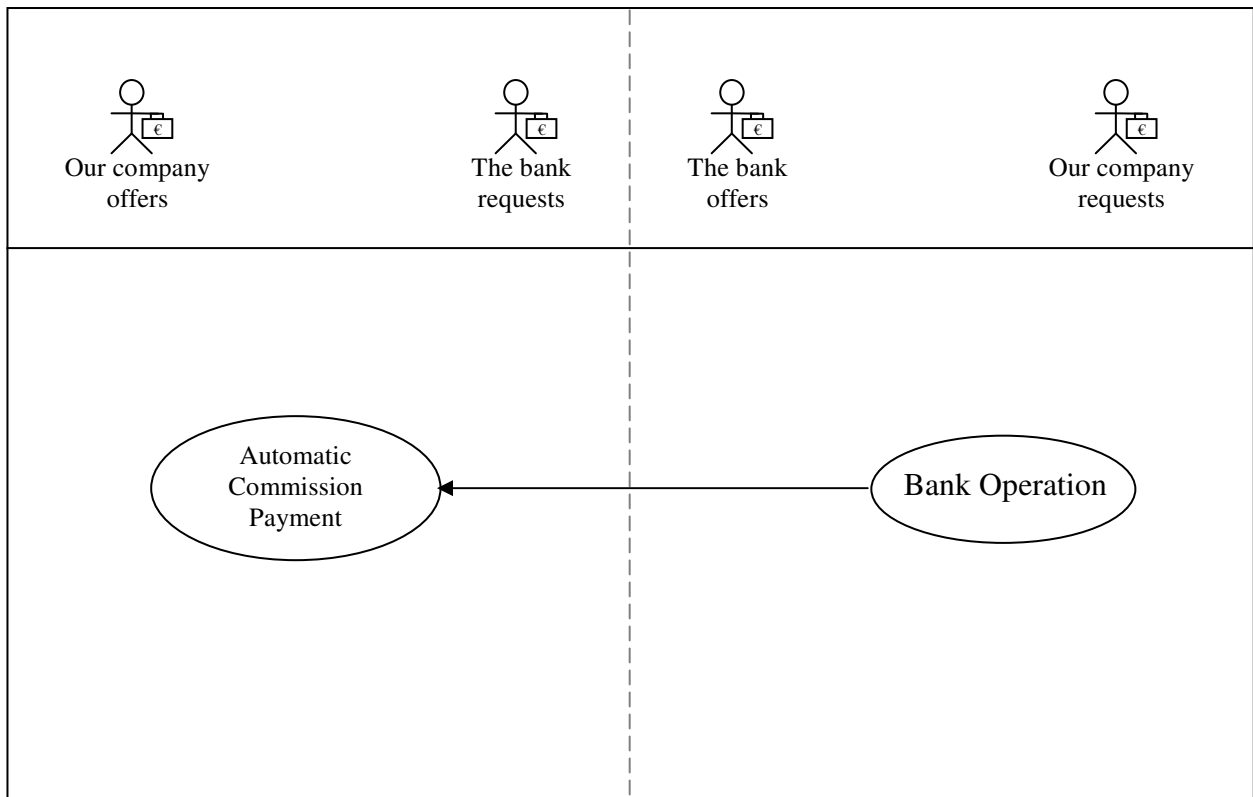 €
€
€
€
Our company
offers
The bank
requests
The bank
offers
Our company
requests
Automatic
Commission
Payment
Bank Operation